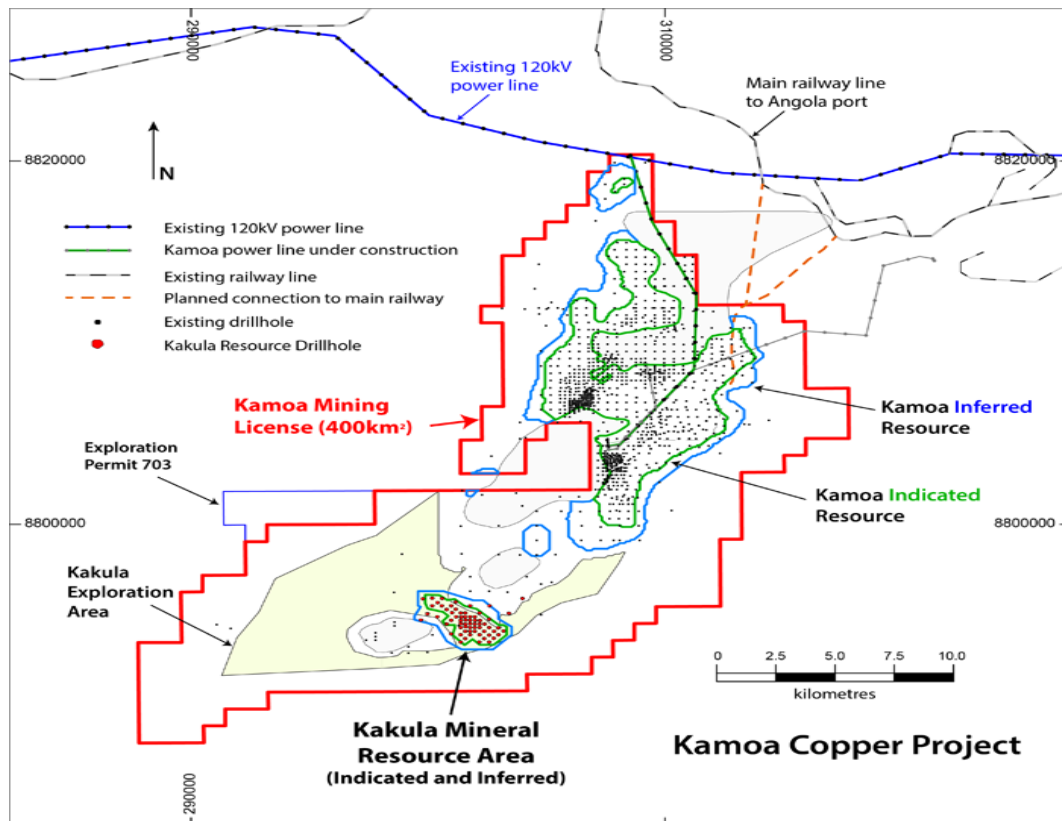 290000
310000
Existing 120kV
power line
Main railway line
to Angola port
8820000
8820000
N
Existing 120kV power line
Kamoa power line under construction
Existing railway line
Planned connection to main railway
Existing drillhole
Kakula Resource Drillhole
Kamoa Mining
License (400km²)
Kamoa Inferred
Resource
Exploration
Permit 703
Kamoa Indicated
Resource
8800000
8800000
Kakula
Exploration
Area
0 2.5 5.0 7.5 10.0
kilometres
Kakula Mineral
Resource Area
(Indicated and Inferred)
Kamoa Copper Project
290000